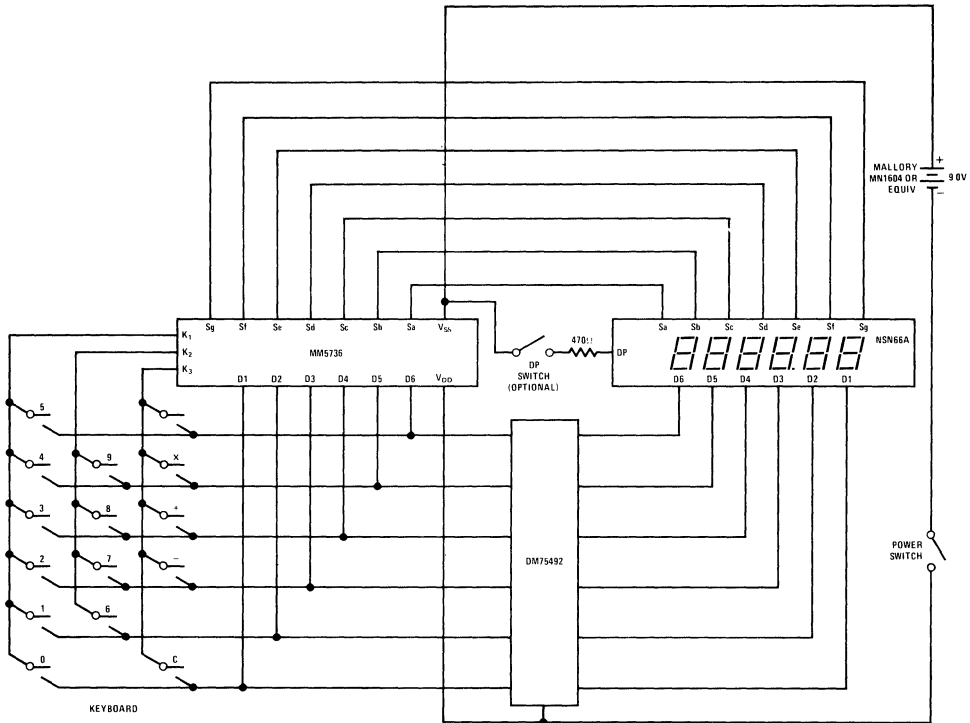 MALLORY + 9 0V
MN1604 OR
EQUIV −
Sg Sf Se Sd Sc Sb Sa VSS
K1
K2
K3
MM5736
D1 D2 D3 D4 D5 D6 VDD
470Ω
DP
SWITCH
(OPTIONAL)
Sa Sb Sc Sd Se Sf Sg
DP
888888.
NSN66A
D6 D5 D4 D3 D2 D1
5
4 9 X
3 8 +
2 7 −
1 6
0 C
KEYBOARD
DM75492
POWER
SWITCH